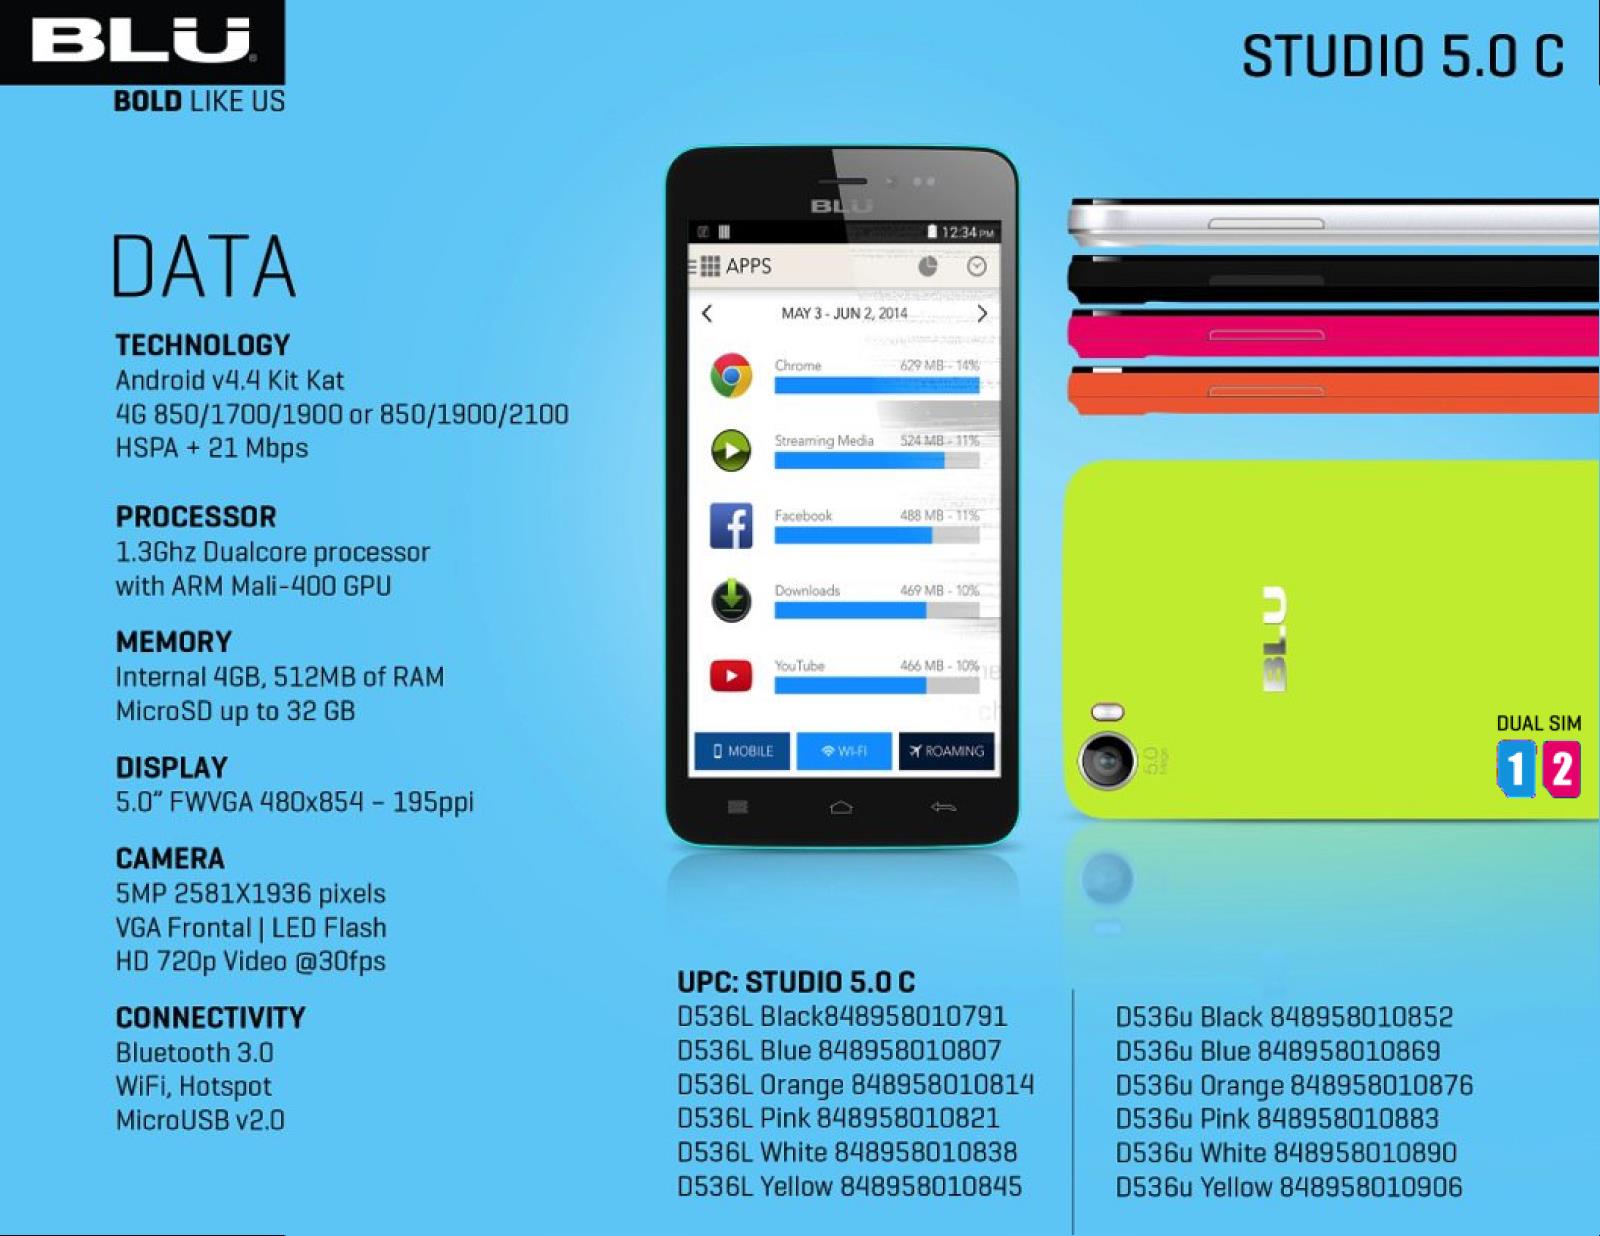 BLU
BOLD LIKE US
STUDIO 5.0 C
DATA
TECHNOLOGY
Android v4.4 Kit Kat
4G 850/1700/1900 or 850/1900/2100
HSPA + 21 Mbps
PROCESSOR
1.3Ghz Dualcore processor
with ARM Mali-400 GPU
MEMORY
Internal 4GB, 512MB of RAM
MicroSD up to 32 GB
DISPLAY
5.0” FWVGA 480x854 – 195ppi
CAMERA
5MP 2581X1936 pixels
VGA Frontal | LED Flash
HD 720p Video @30fps
CONNECTIVITY
Bluetooth 3.0
WiFi, Hotspot
MicroUSB v2.0
BLU
12:34 PM
APPS
MAY 3 - JUN 2, 2014
Chrome 629 MB - 14%
Streaming Media 524 MB - 11%
Facebook 488 MB - 11%
Downloads 469 MB - 10%
YouTube 466 MB - 10%
MOBILE WI-FI ROAMING
BLU
5.0
Mega
DUAL SIM
1 2
UPC: STUDIO 5.0 C
D536L Black848958010791
D536L Blue 848958010807
D536L Orange 848958010814
D536L Pink 848958010821
D536L White 848958010838
D536L Yellow 848958010845
D536u Black 848958010852
D536u Blue 848958010869
D536u Orange 848958010876
D536u Pink 848958010883
D536u White 848958010890
D536u Yellow 848958010906